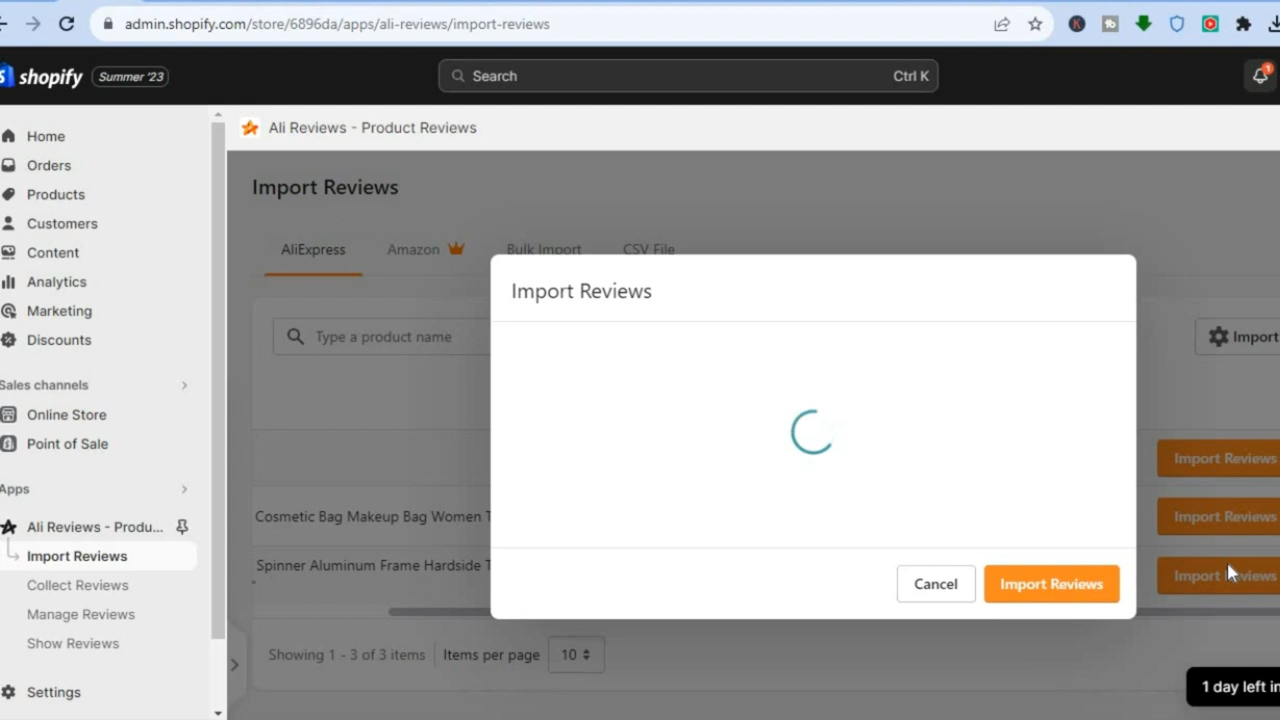 admin.shopify.com/store/6896da/apps/ali-reviews/import-reviews
shopify
Summer '23
Search
Ctrl K
1
Home
Orders
Products
Customers
Content
Analytics
Marketing
Discounts
Sales channels
Online Store
Point of Sale
Apps
Ali Reviews - Produ...
Import Reviews
Collect Reviews
Manage Reviews
Show Reviews
Settings
Ali Reviews - Product Reviews
Import Reviews
AliExpress
Amazon
Bulk Import
CSV File
Type a product name
Import
Import Reviews
Cosmetic Bag Makeup Bag Women T
Import Reviews
Spinner Aluminum Frame Hardside T
Import Reviews
Import Reviews
Cancel
Import Reviews
Showing 1 - 3 of 3 items
Items per page
10
1 day left in